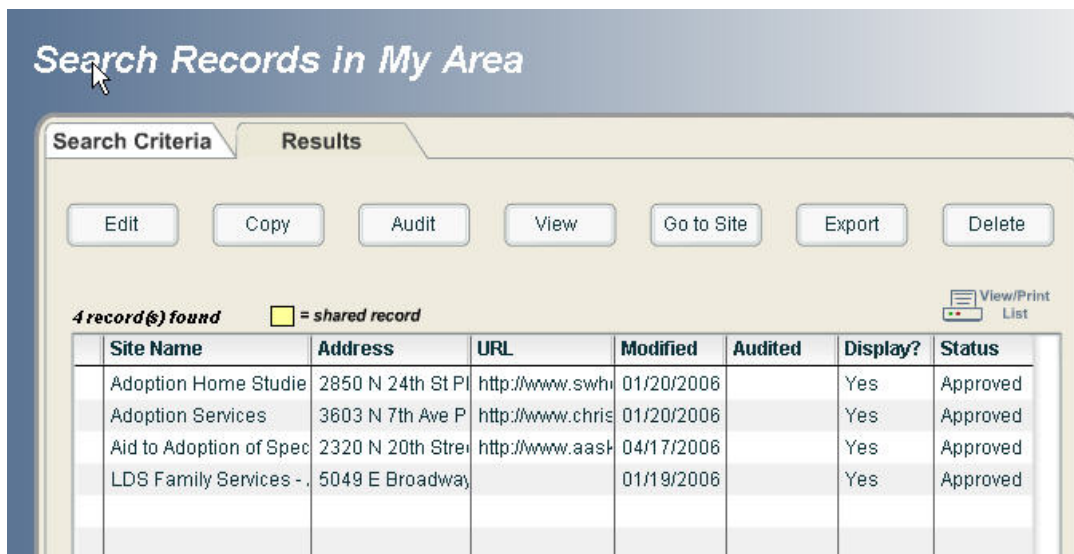 Search Records in My Area
Search Criteria Results
Edit Copy Audit View Go to Site Export Delete
4 record(s) found = shared record View/Print List
Site Name Address URL Modified Audited Display? Status
Adoption Home Studie 2850 N 24th St Pl http://www.swh 01/20/2006 Yes Approved
Adoption Services 3603 N 7th Ave P http://www.chris 01/20/2006 Yes Approved
Aid to Adoption of Spec 2320 N 20th Stre http://www.aask 04/17/2006 Yes Approved
LDS Family Services - 5049 E Broadway 01/19/2006 Yes Approved